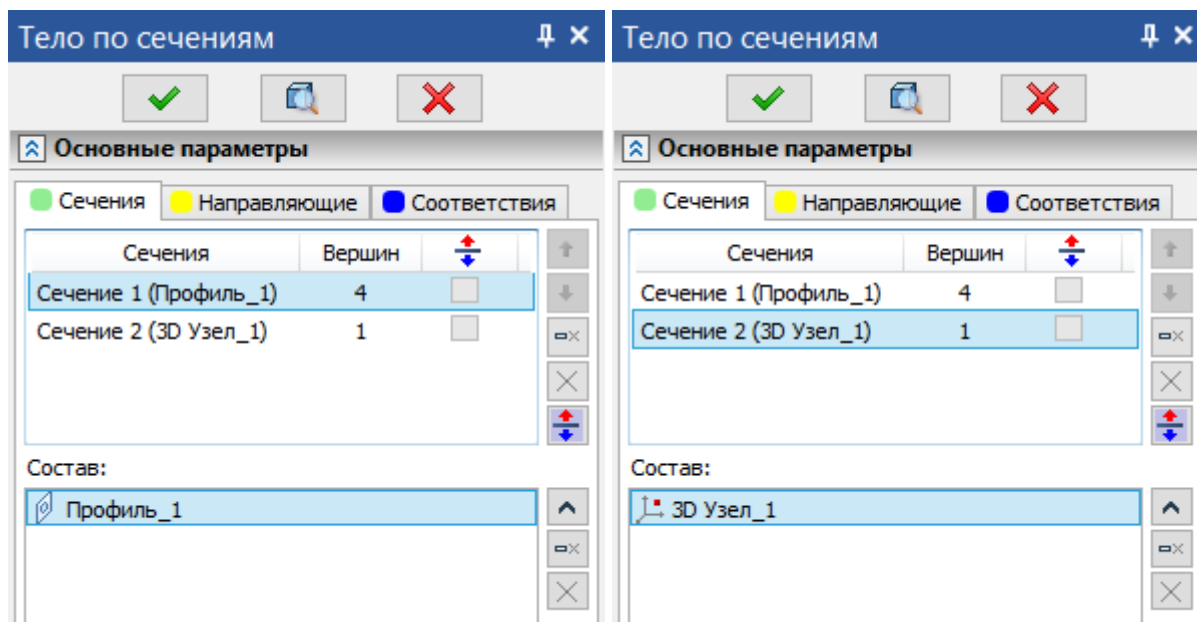 Тело по сечениям
Основные параметры
Сечения Направляющие Соответствия
Сечения Вершин
Сечение 1 (Профиль_1) 4
Сечение 2 (3D Узел_1) 1
Состав:
Профиль_1
Тело по сечениям
Основные параметры
Сечения Направляющие Соответствия
Сечения Вершин
Сечение 1 (Профиль_1) 4
Сечение 2 (3D Узел_1) 1
Состав:
3D Узел_1